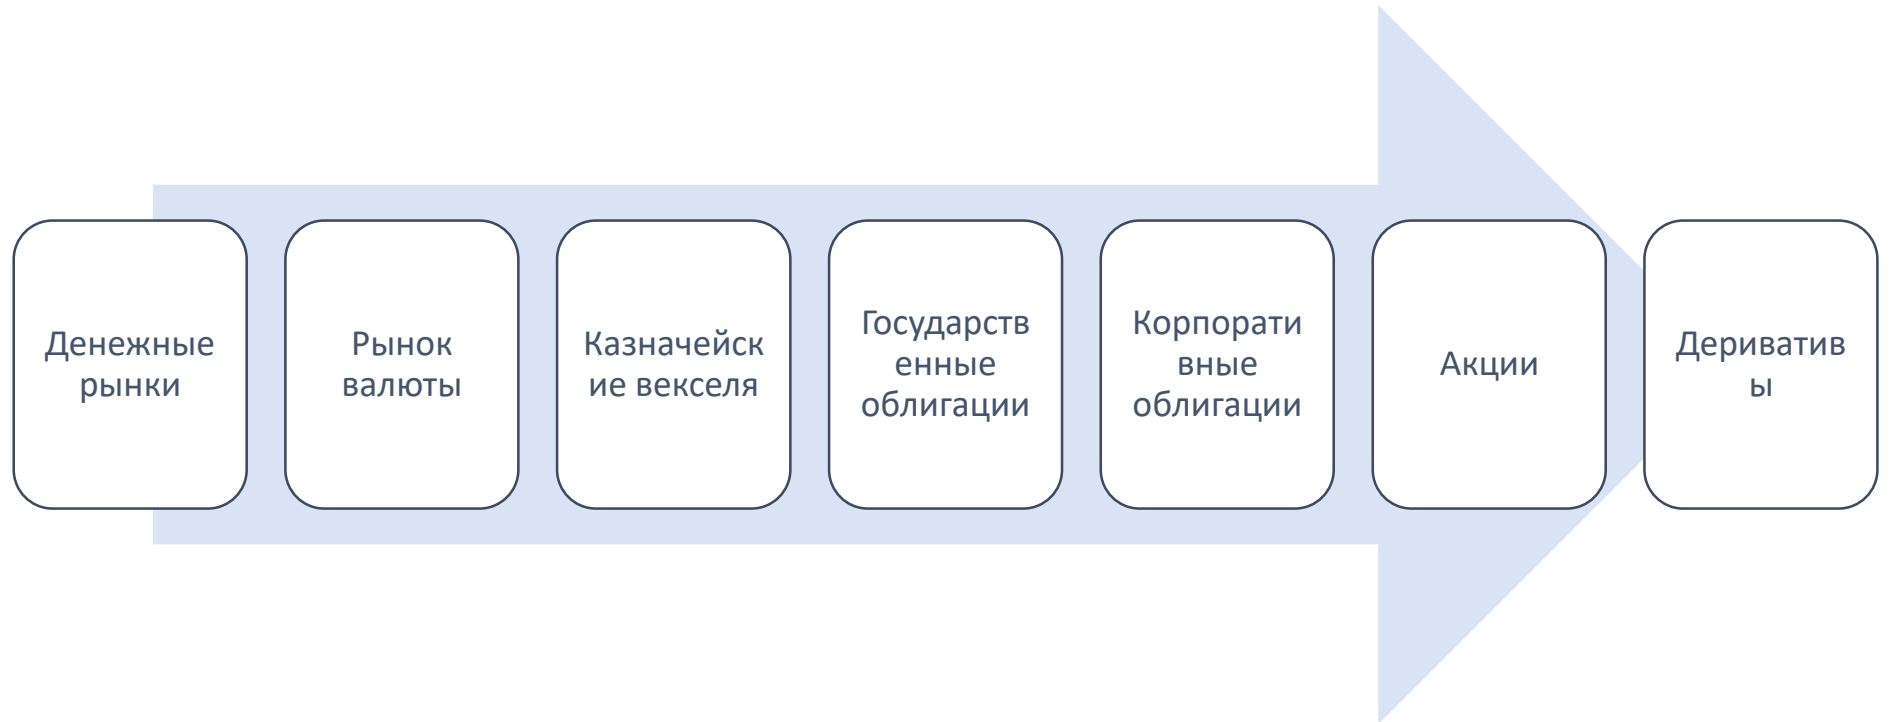 Денежные
рынки
Рынок
валюты
Казначейск
ие векселя
Государств
енные
облигации
Корпорати
вные
облигации
Акции
Дериватив
ы